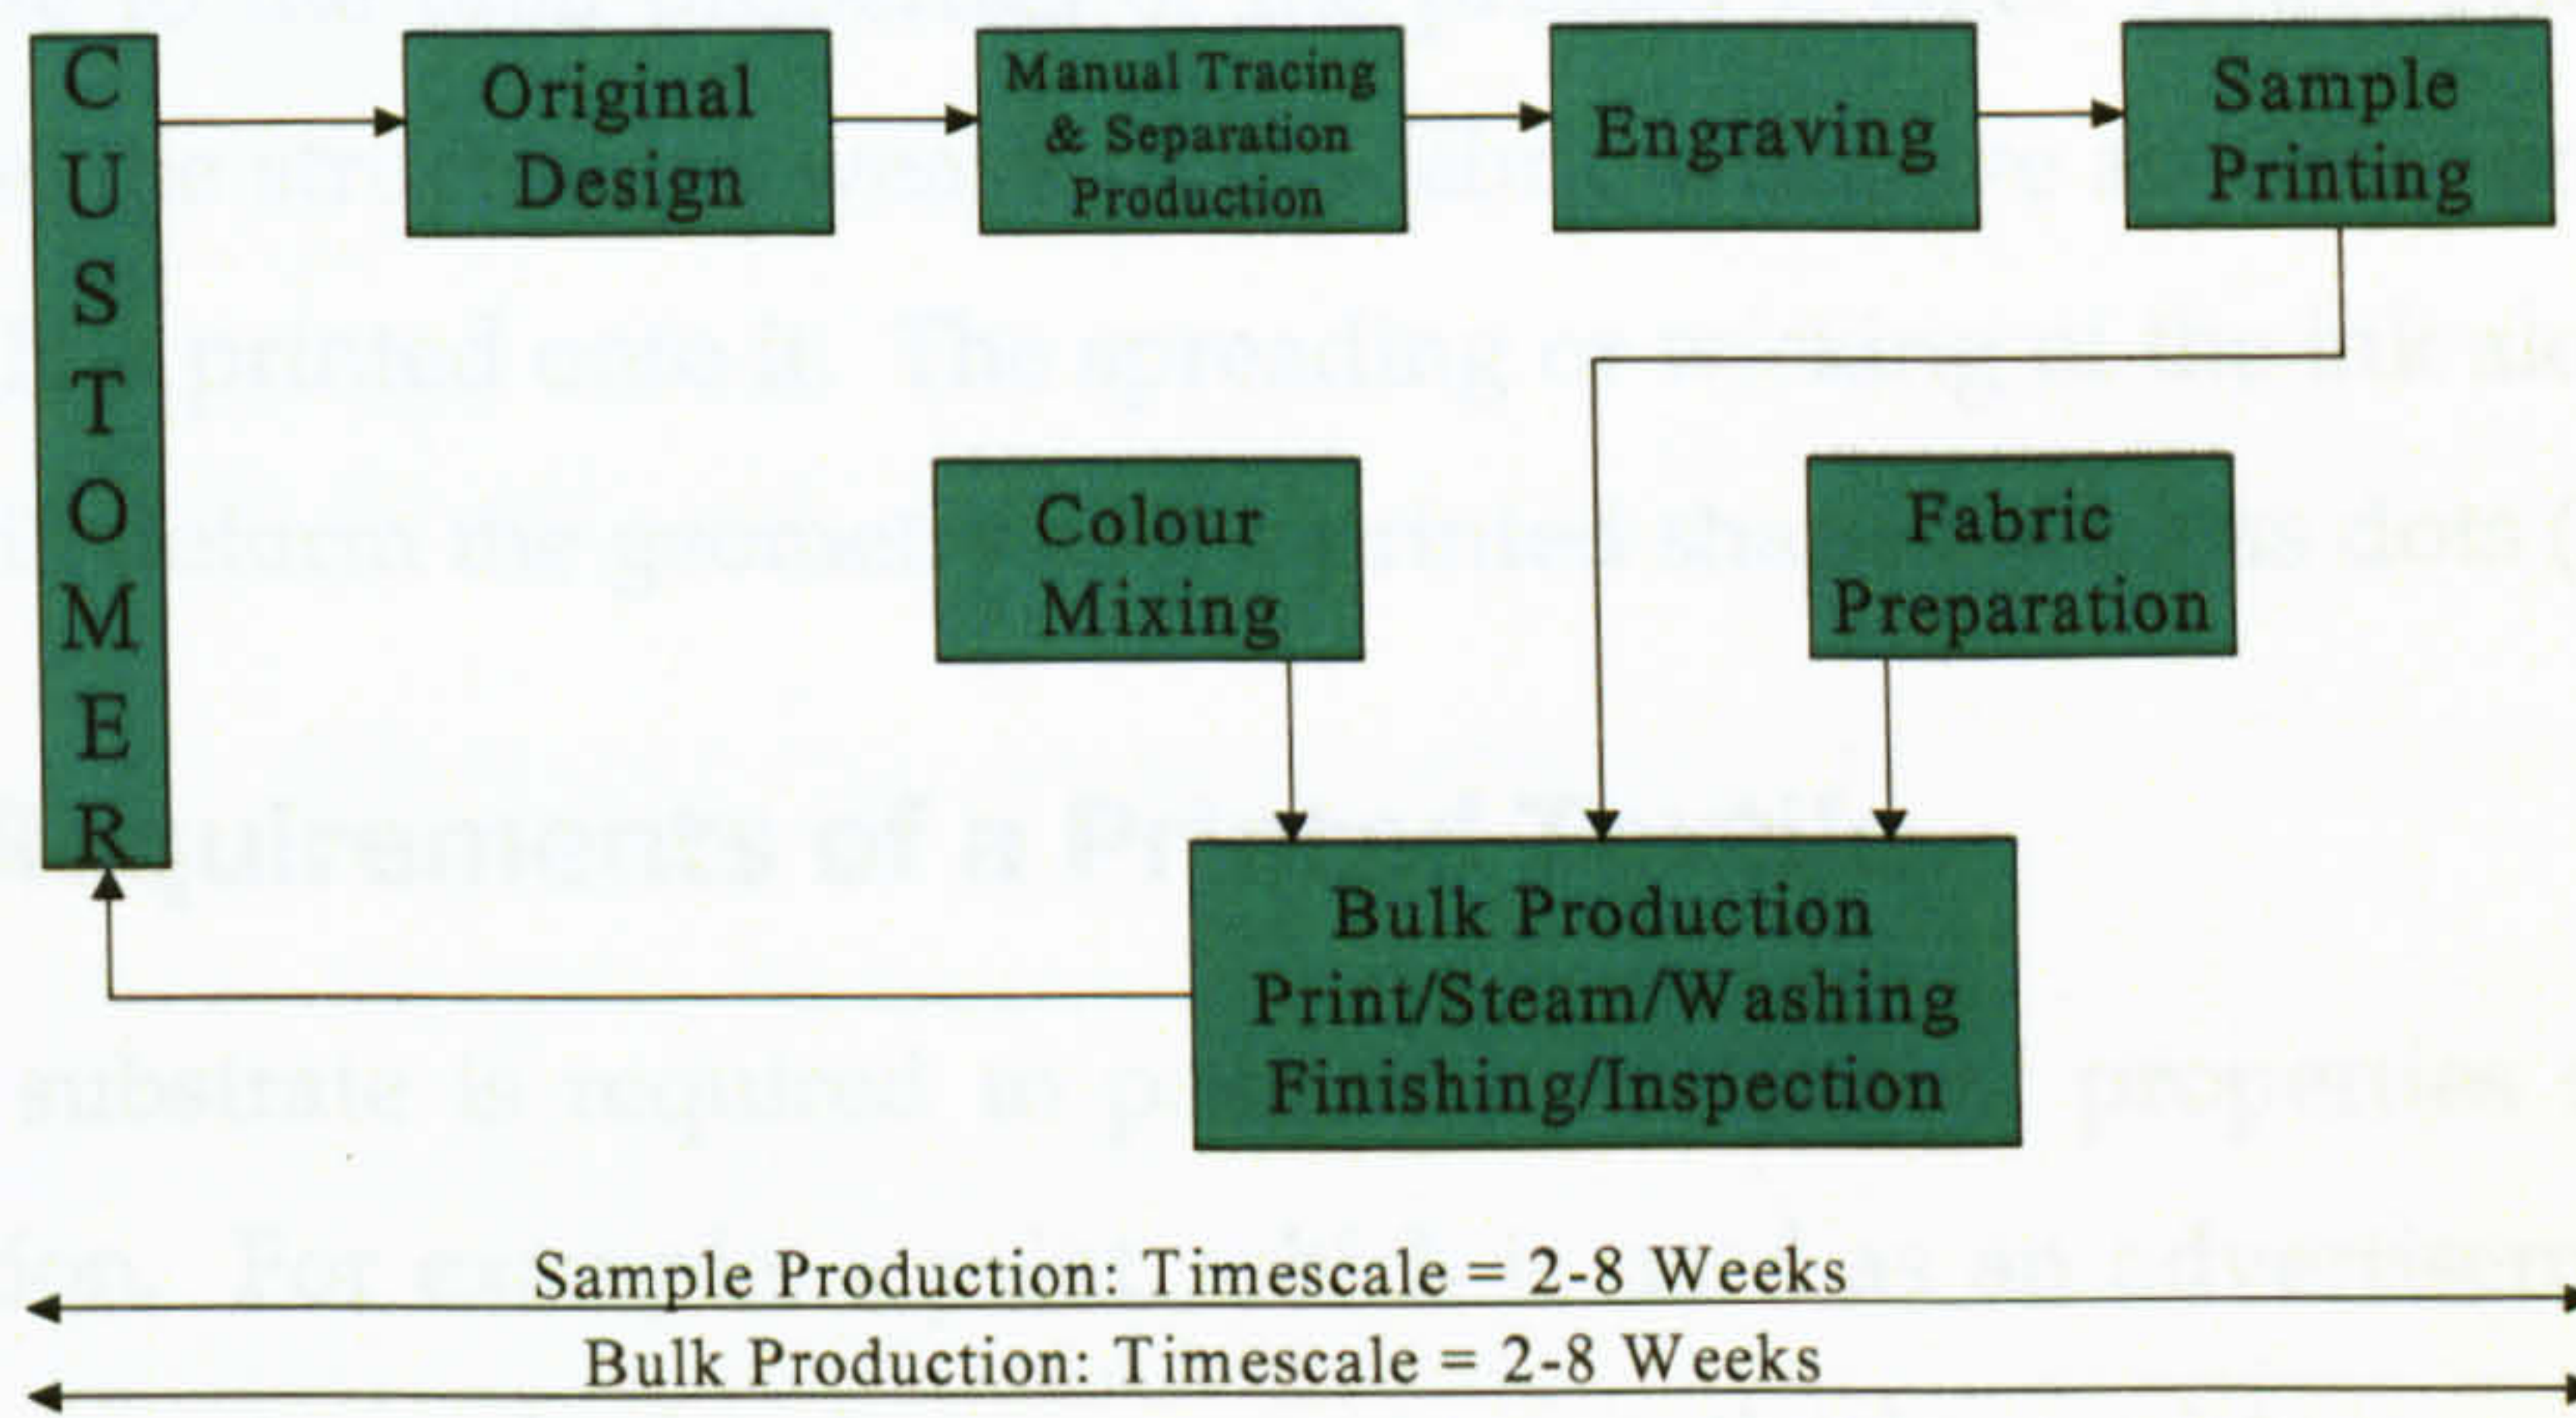 CUSTOMER
Original
Design
Manual Tracing
& Separation
Production
Engraving
Sample
Printing
Colour
Mixing
Fabric
Preparation
Bulk Production
Print/Steam/Washing
Finishing/Inspection
Sample Production: Timescale = 2-8 Weeks
Bulk Production: Timescale = 2-8 Weeks